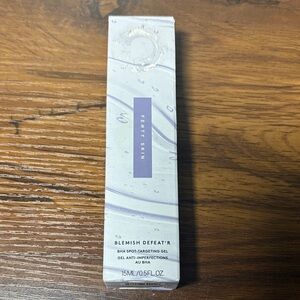 FENTY SKIN
BLEMISH DEFEAT'R
BHA SPOT-TARGETING GEL
GEL ANTI-IMPERFECTIONS
AU BHA
15ML/0.5FL.OZ.